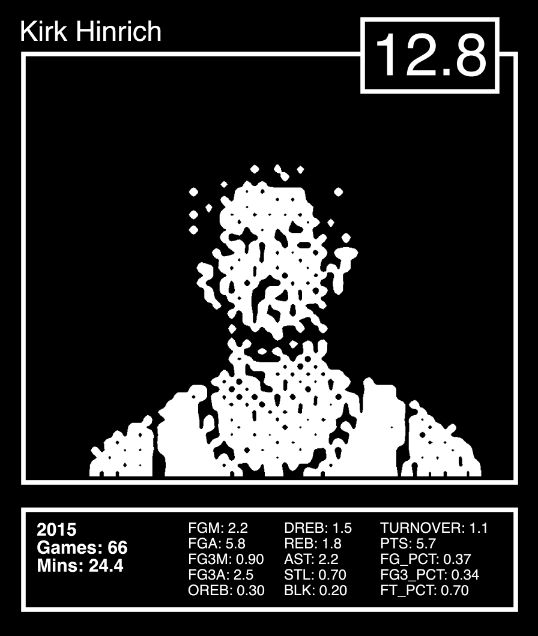 Kirk Hinrich
12.8
2015
Games: 66
Mins: 24.4
FGM: 2.2
FGA: 5.8
FG3M: 0.90
FG3A: 2.5
OREB: 0.30
DREB: 1.5
REB: 1.8
AST: 2.2
STL: 0.70
BLK: 0.20
TURNOVER: 1.1
PTS: 5.7
FG_PCT: 0.37
FG3_PCT: 0.34
FT_PCT: 0.70